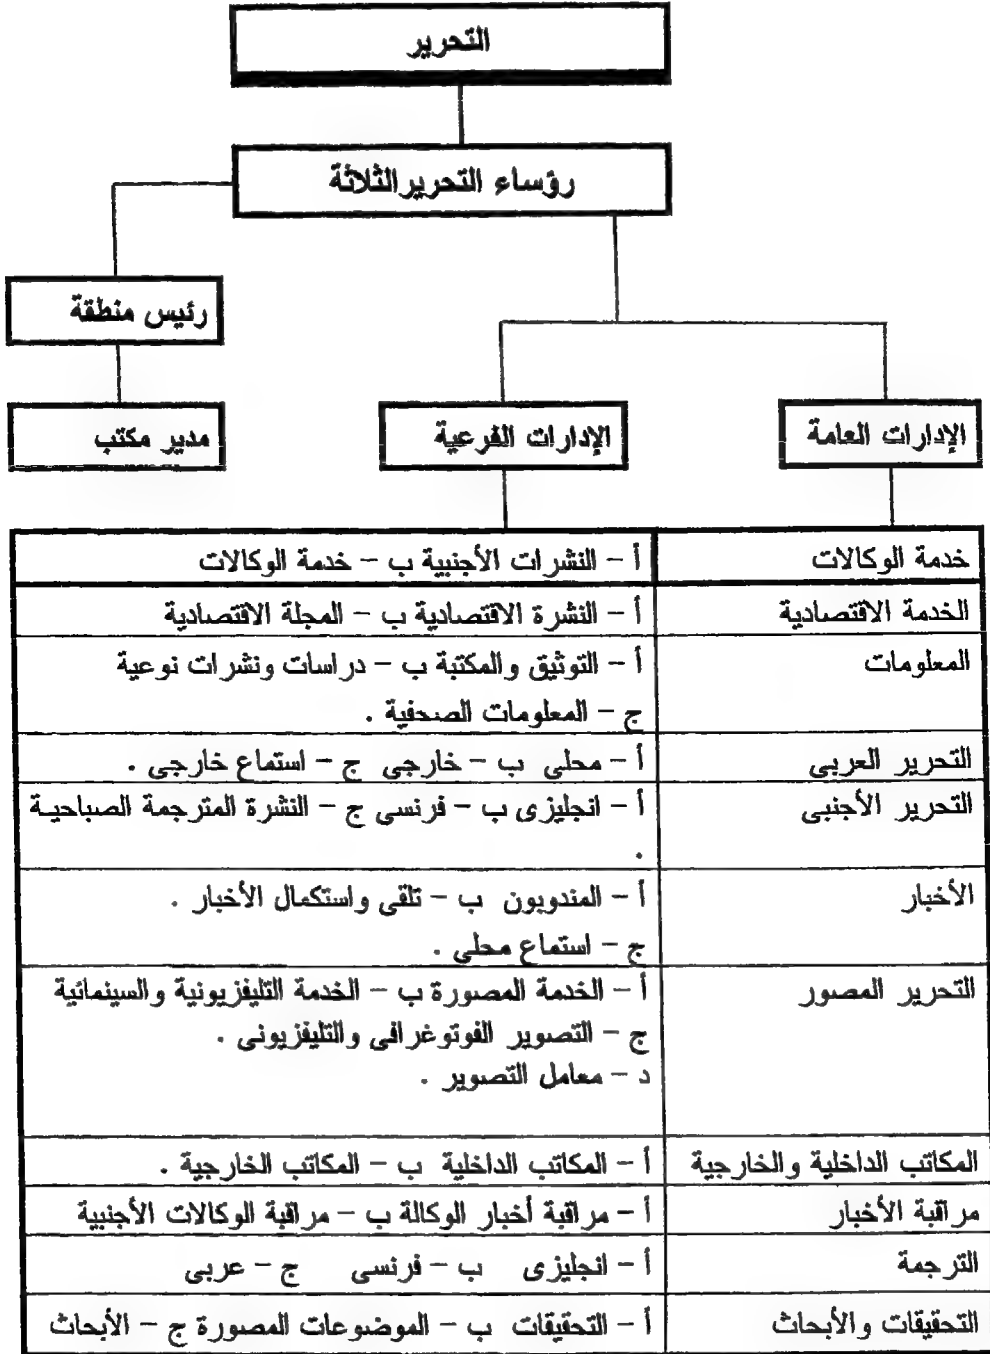 التحرير
رؤساء التحرير الثلاثة
رئيس منطقة
الإدارات العامة
الإدارات الفرعية
مدير مكتب
خدمة الوكالات
أ – النشرات الأجنبية ب – خدمة الوكالات
الخدمة الاقتصادية
أ – النشرة الاقتصادية ب – المجلة الاقتصادية
المعلومات
أ – التوثيق والمكتبة ب – دراسات ونشرات نوعية
ج – المعلومات الصحفية .
التحرير العربى
أ – محلى ب – خارجى ج – استماع خارجى .
التحرير الأجنبى
أ – انجليزى ب – فرنسى ج – النشرة المترجمة الصباحية
.
الأخبار
أ – المندوبون ب – تلقى واستكمال الأخبار .
ج – استماع محلى .
التحرير المصور
أ – الخدمة المصورة ب – الخدمة التليفزيونية والسينمائية
ج – التصوير الفوتوغرافى والتليفزيونى .
د – معامل التصوير .
المكاتب الداخلية والخارجية
أ – المكاتب الداخلية ب – المكاتب الخارجية .
مراقبة الأخبار
أ – مراقبة أخبار الوكالة ب – مراقبة الوكالات الأجنبية
الترجمة
أ – انجليزى ب – فرنسى ج – عربى
التحقيقات والأبحاث
أ – التحقيقات ب – الموضوعات المصورة ج – الأبحاث